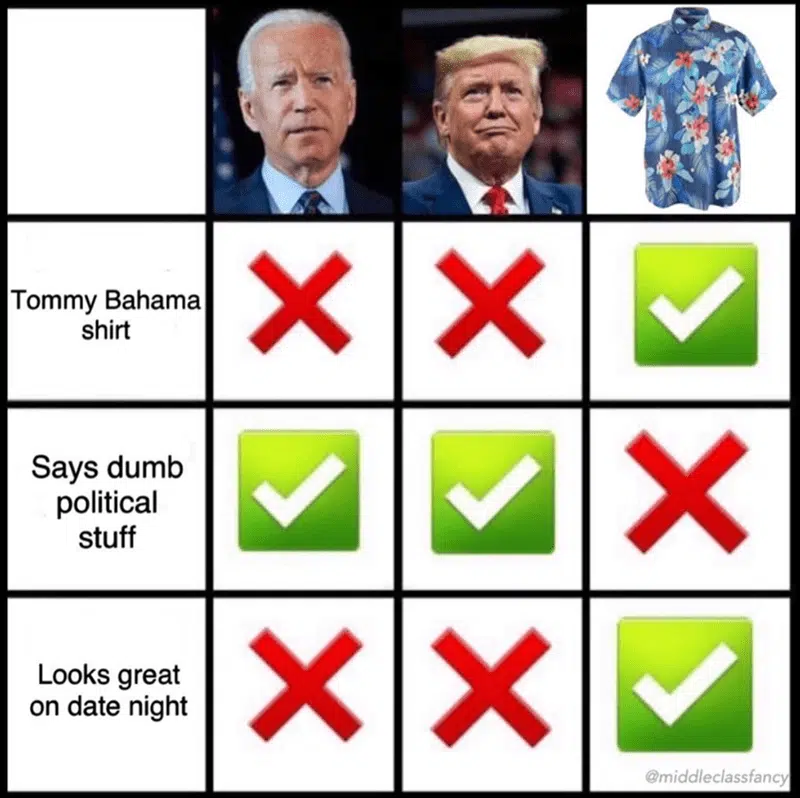 Tommy Bahama
shirt
Says dumb
political
stuff
Looks great
on date night
@middleclassfancy